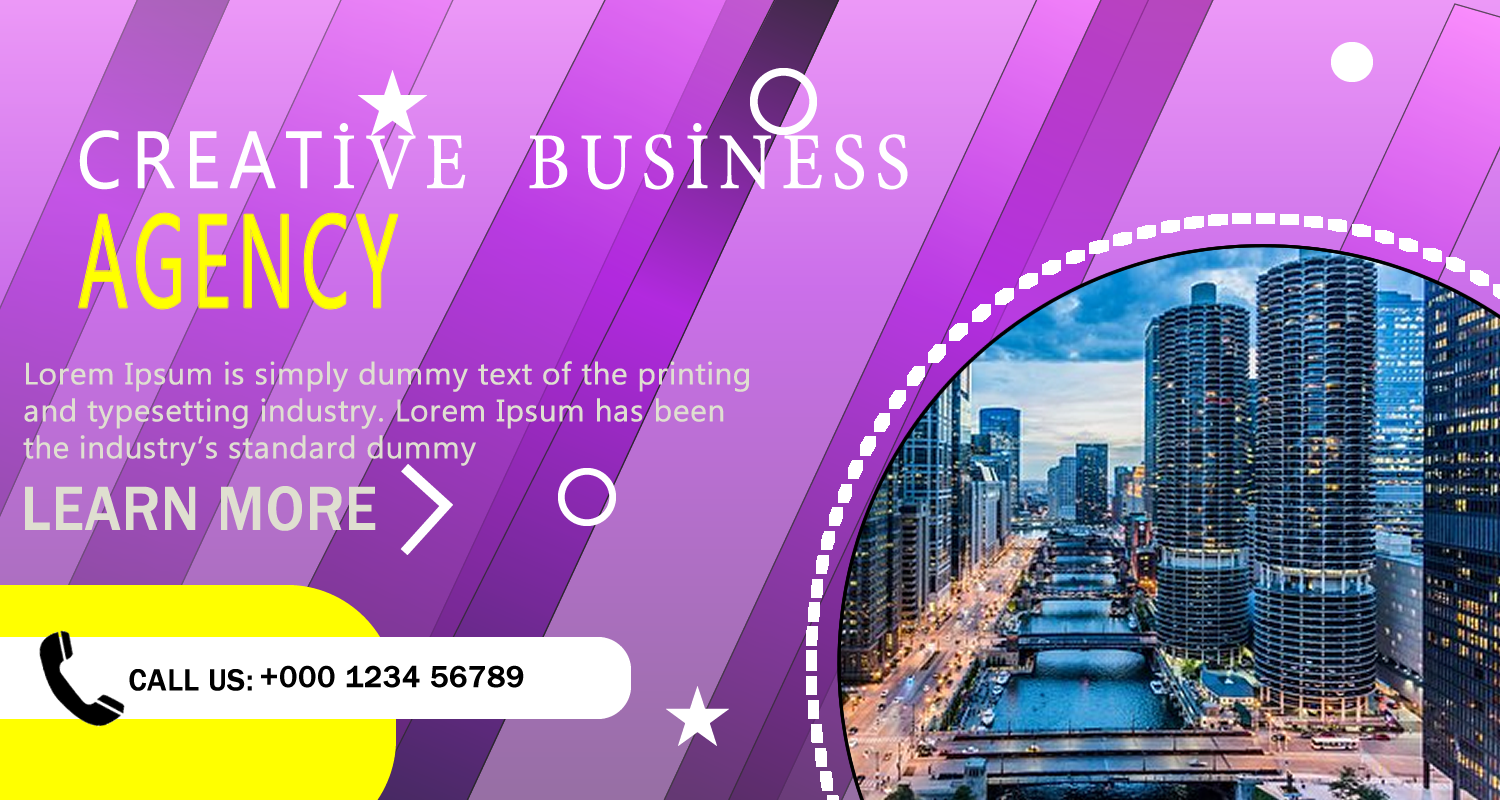 CREATİVE BUSİNESS
AGENCY
Lorem Ipsum is simply dummy text of the printing
and typesetting industry. Lorem Ipsum has been
the industry’s standard dummy
LEARN MORE
CALL US: +000 1234 56789